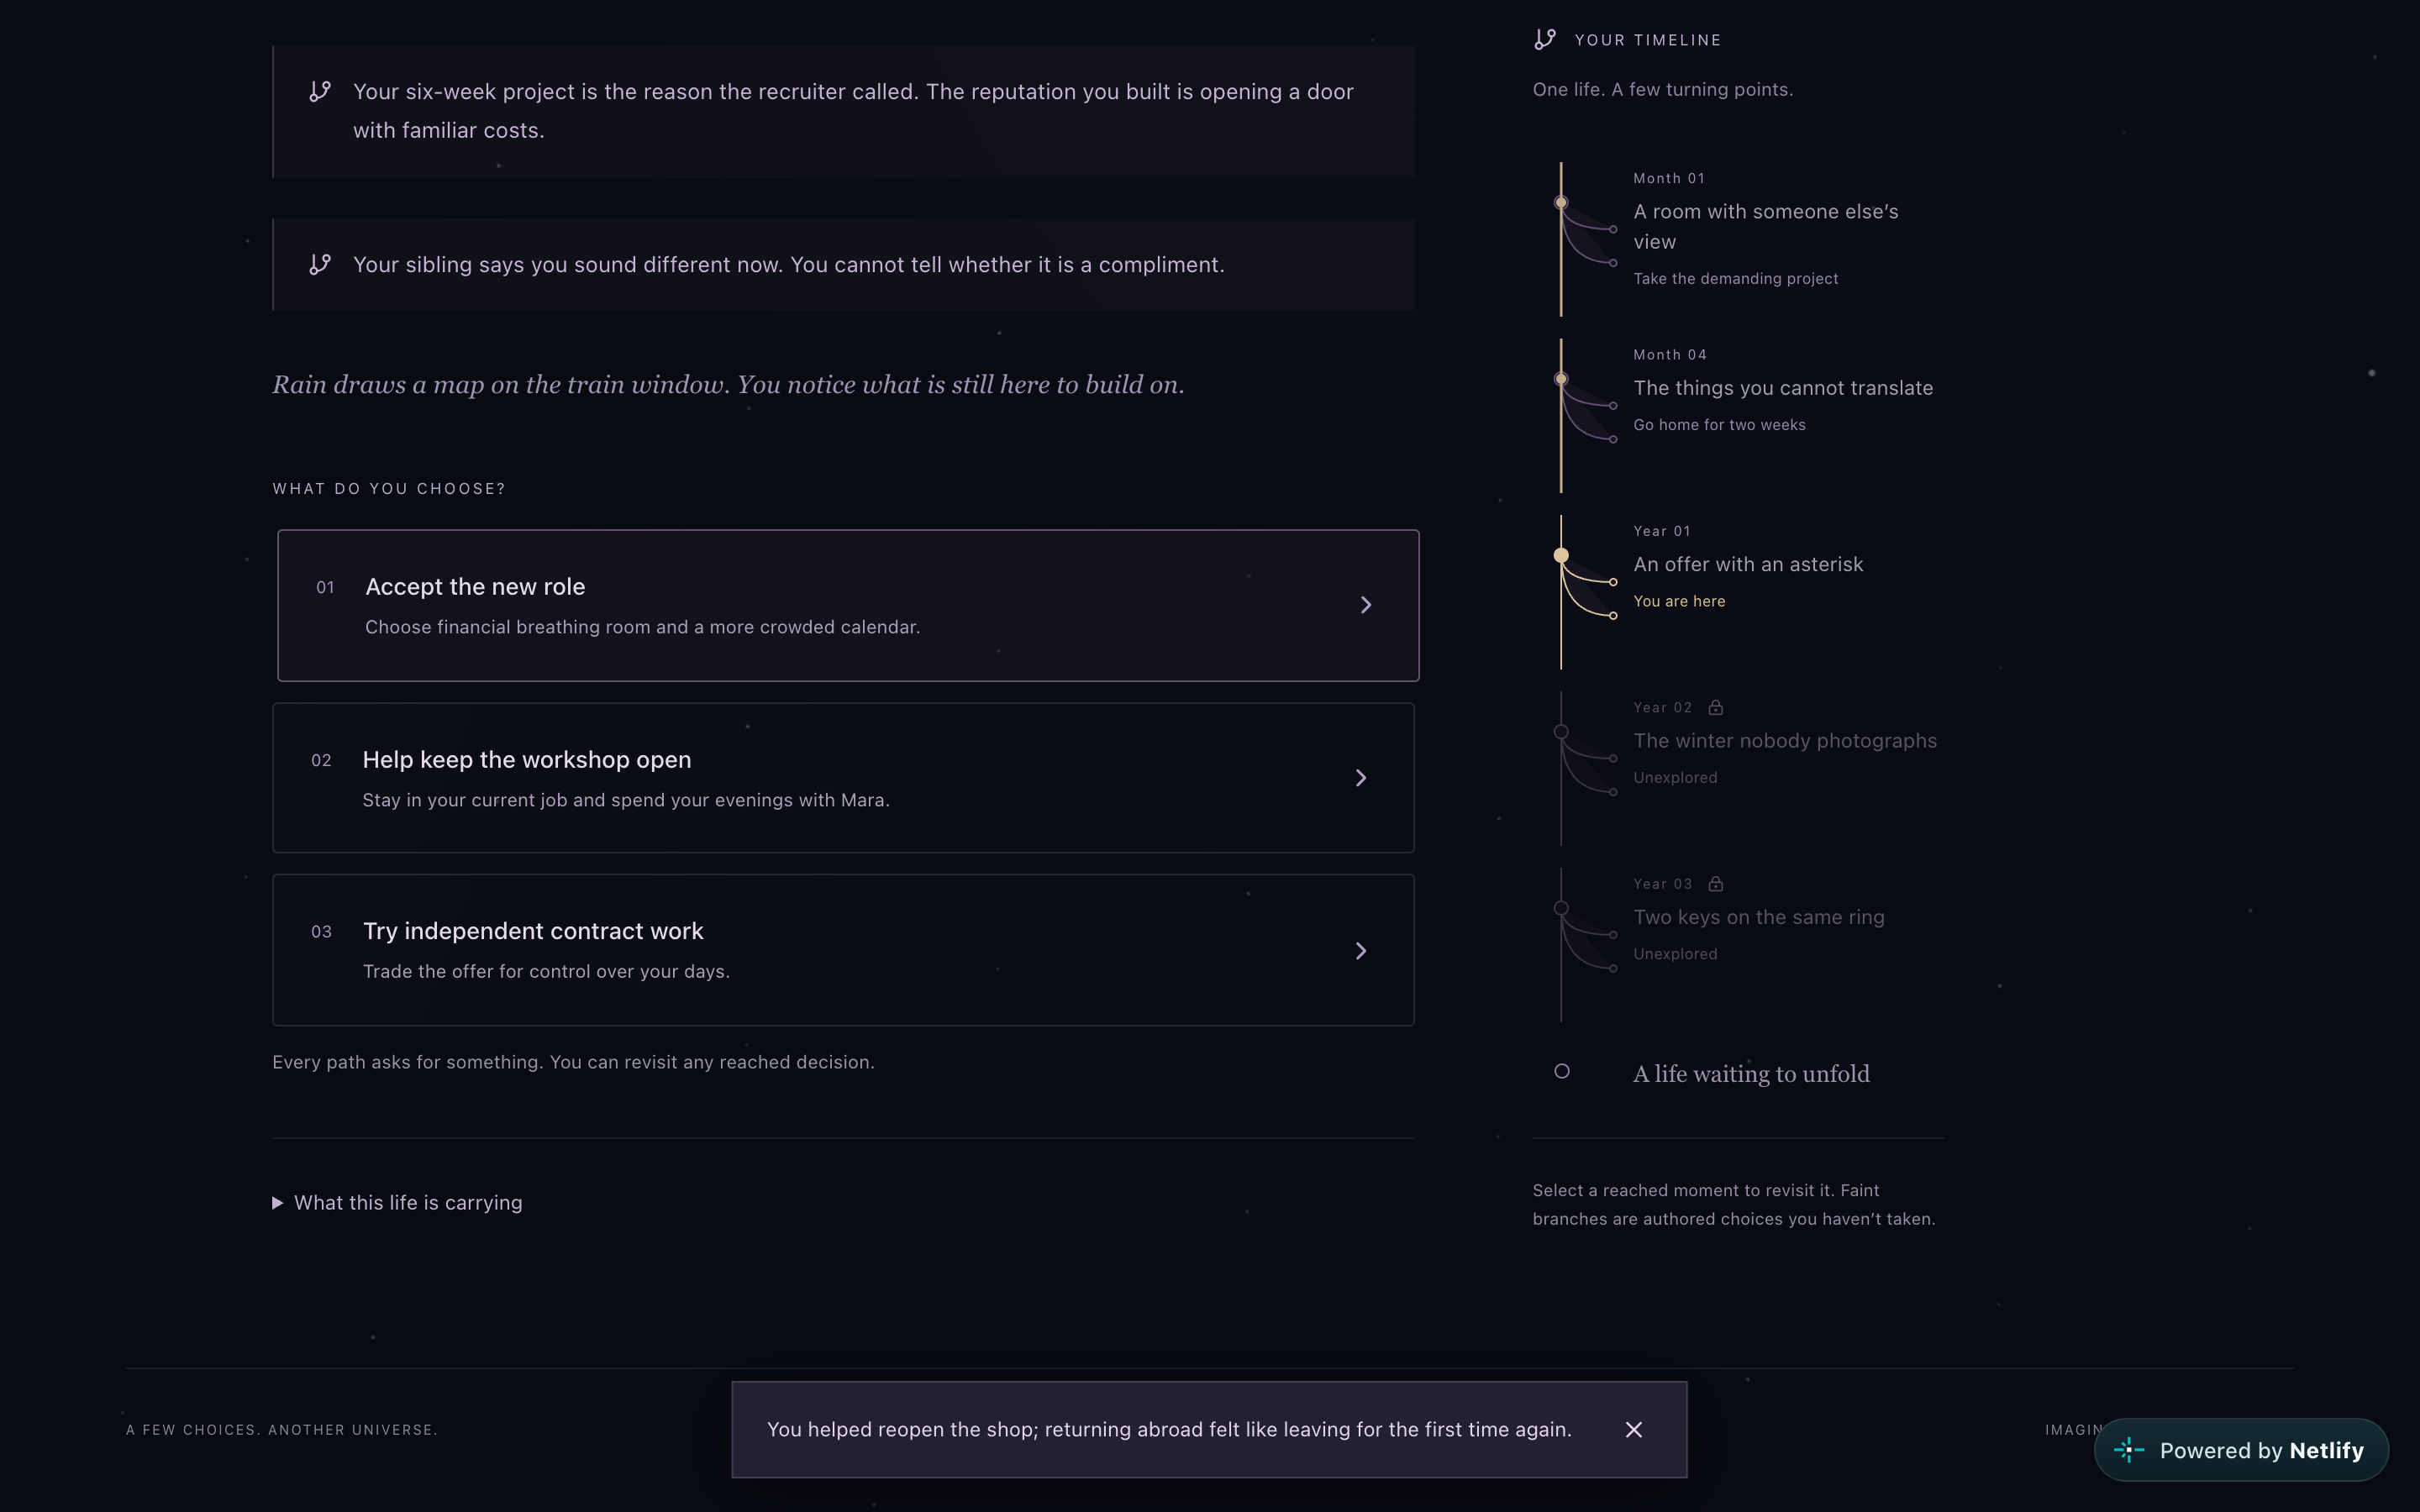 Your six-week project is the reason the recruiter called. The reputation you built is opening a door
with familiar costs.
Your sibling says you sound different now. You cannot tell whether it is a compliment.
Rain draws a map on the train window. You notice what is still here to build on.
WHAT DO YOU CHOOSE?
01
Accept the new role
Choose financial breathing room and a more crowded calendar.
02
Help keep the workshop open
Stay in your current job and spend your evenings with Mara.
03
Try independent contract work
Trade the offer for control over your days.
Every path asks for something. You can revisit any reached decision.
What this life is carrying
YOUR TIMELINE
One life. A few turning points.
Month 01
A room with someone else’s
view
Take the demanding project
Month 04
The things you cannot translate
Go home for two weeks
Year 01
An offer with an asterisk
You are here
Year 02
The winter nobody photographs
Unexplored
Year 03
Two keys on the same ring
Unexplored
A life waiting to unfold
Select a reached moment to revisit it. Faint
branches are authored choices you haven’t taken.
A FEW CHOICES. ANOTHER UNIVERSE.
You helped reopen the shop; returning abroad felt like leaving for the first time again.
Powered by Netlify